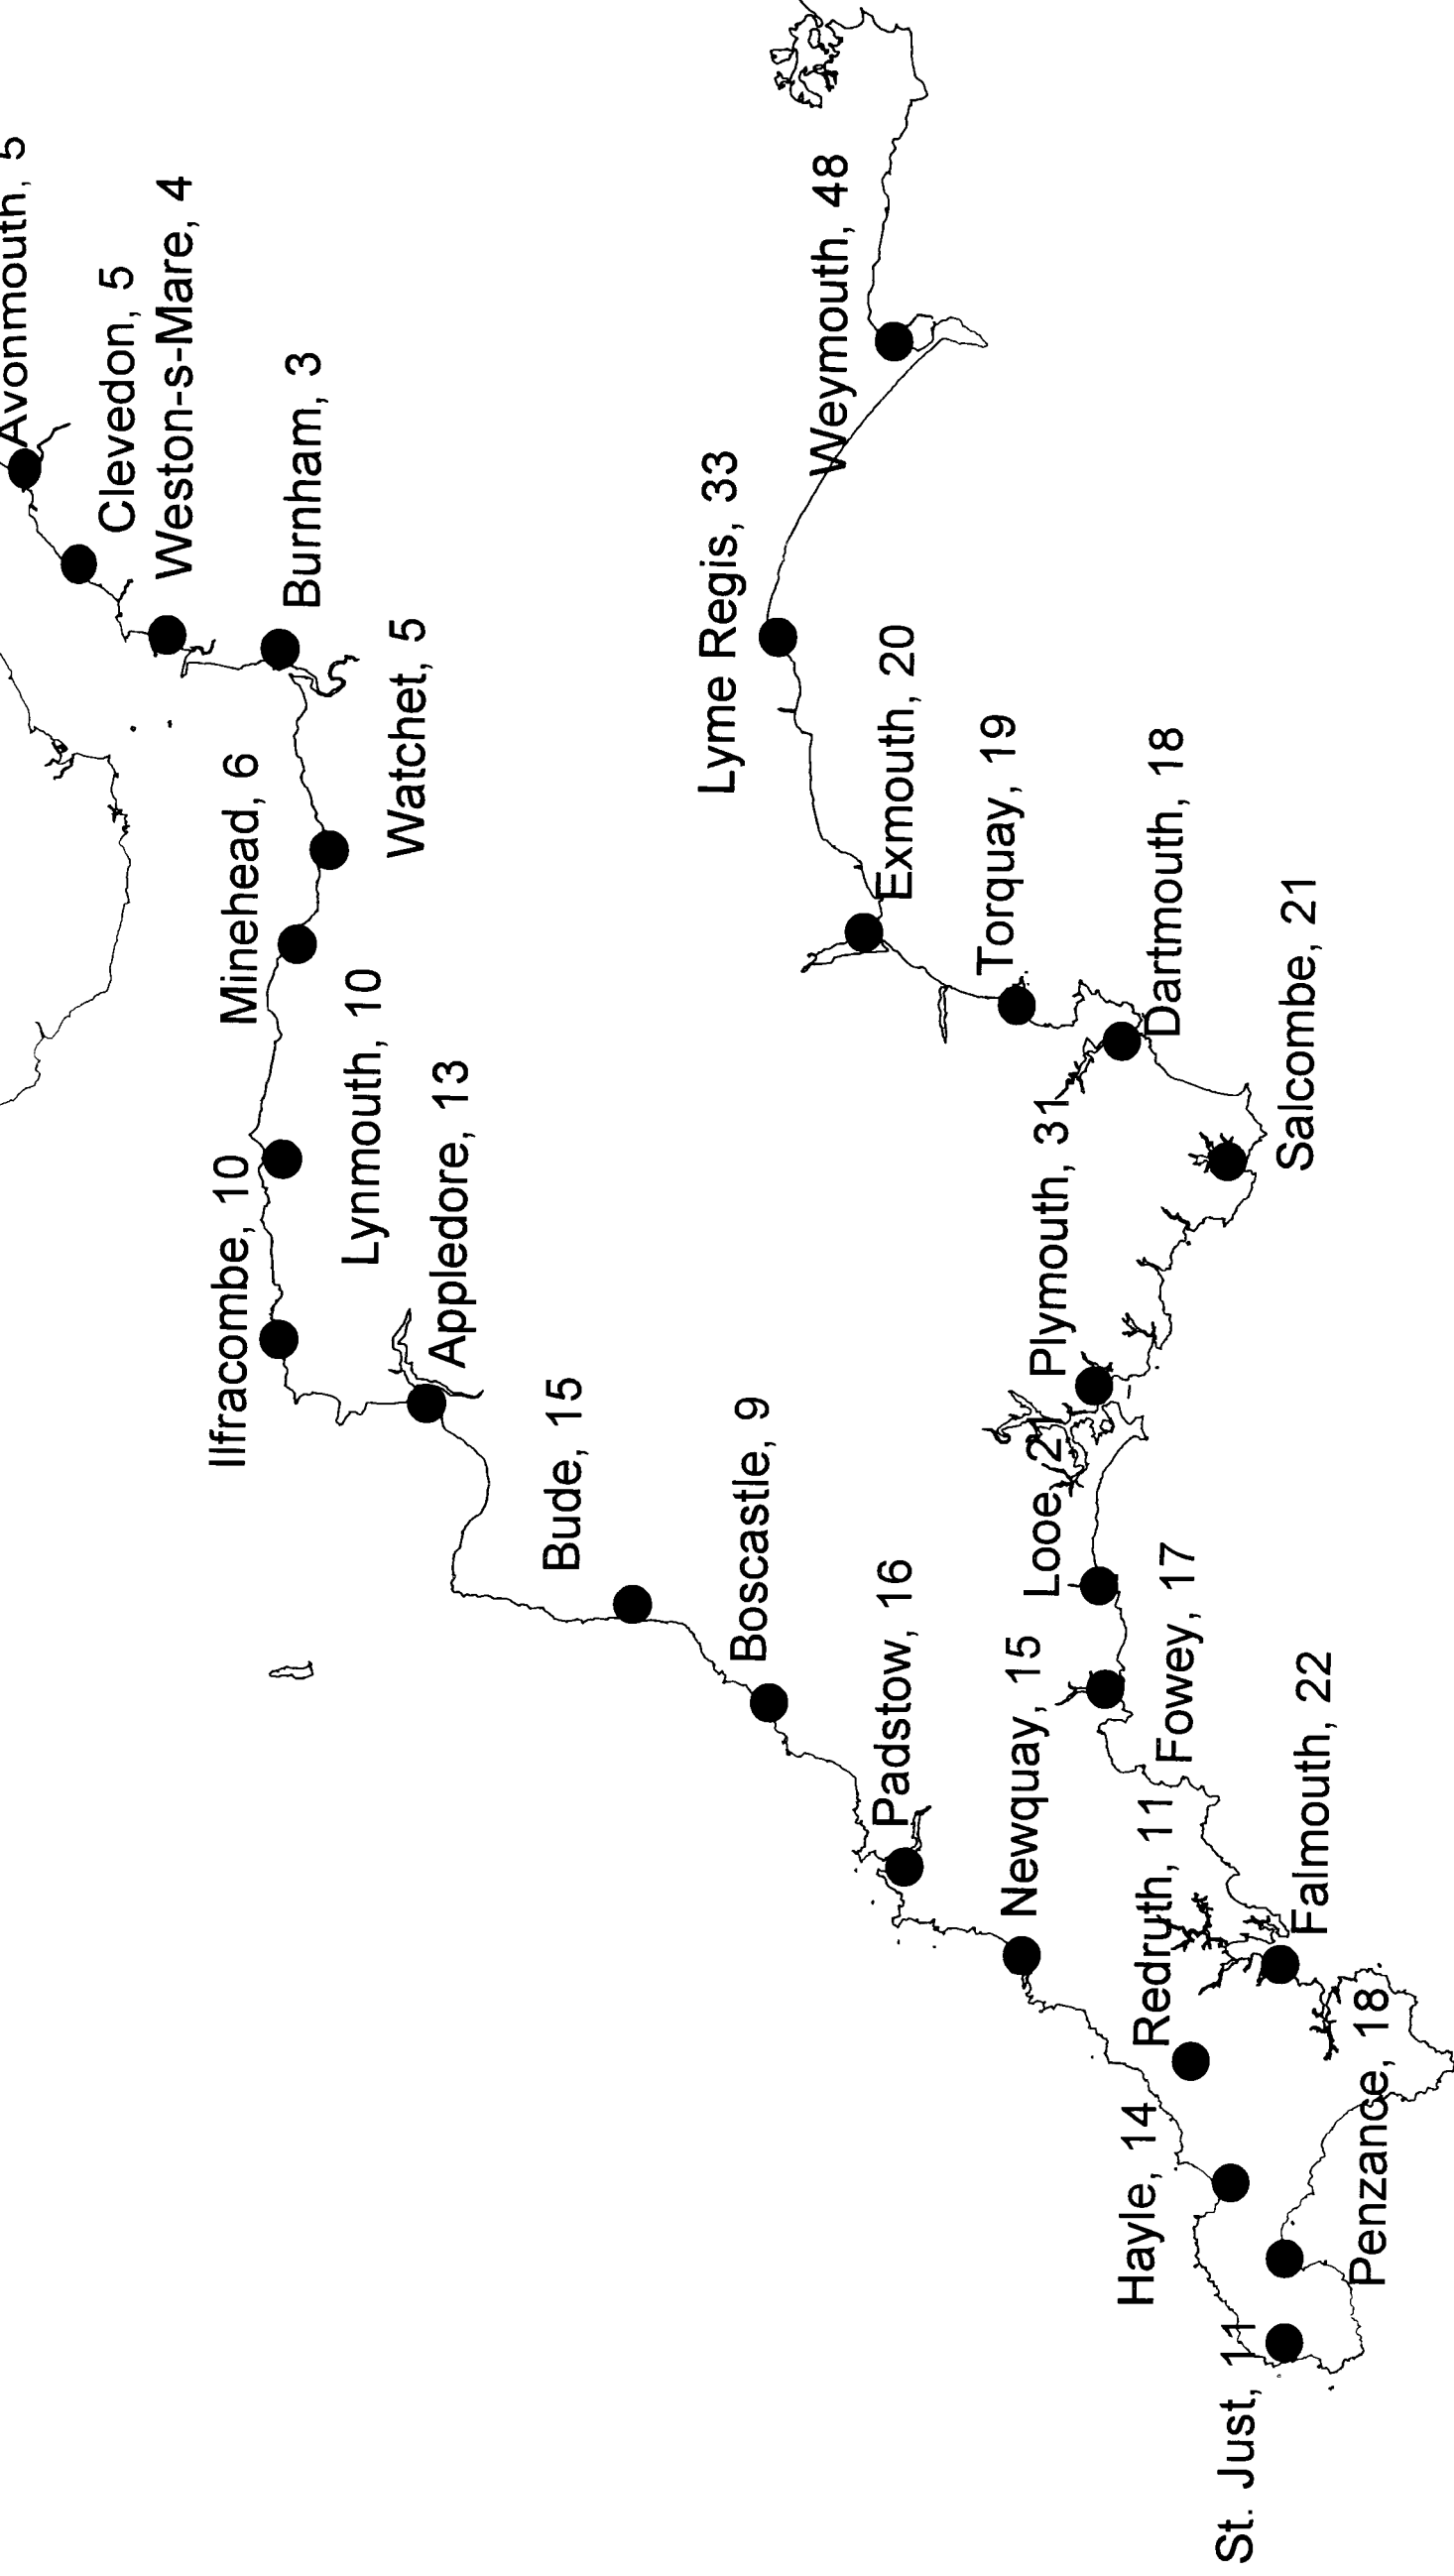 Avonmouth, 5
Clevedon, 5
Weston-s-Mare, 4
Burnham, 3
Watchet, 5
Minehead, 6
Lynmouth, 10
Ilfracombe, 10
Appledore, 13
Bude, 15
Boscastle, 9
Padstow, 16
Newquay, 15
Redruth, 11
Hayle, 14
St. Just, 11
Penzance, 18
Falmouth, 22
Fowey, 17
Looe, 21
Plymouth, 31
Salcombe, 21
Dartmouth, 18
Torquay, 19
Exmouth, 20
Lyme Regis, 33
Weymouth, 48